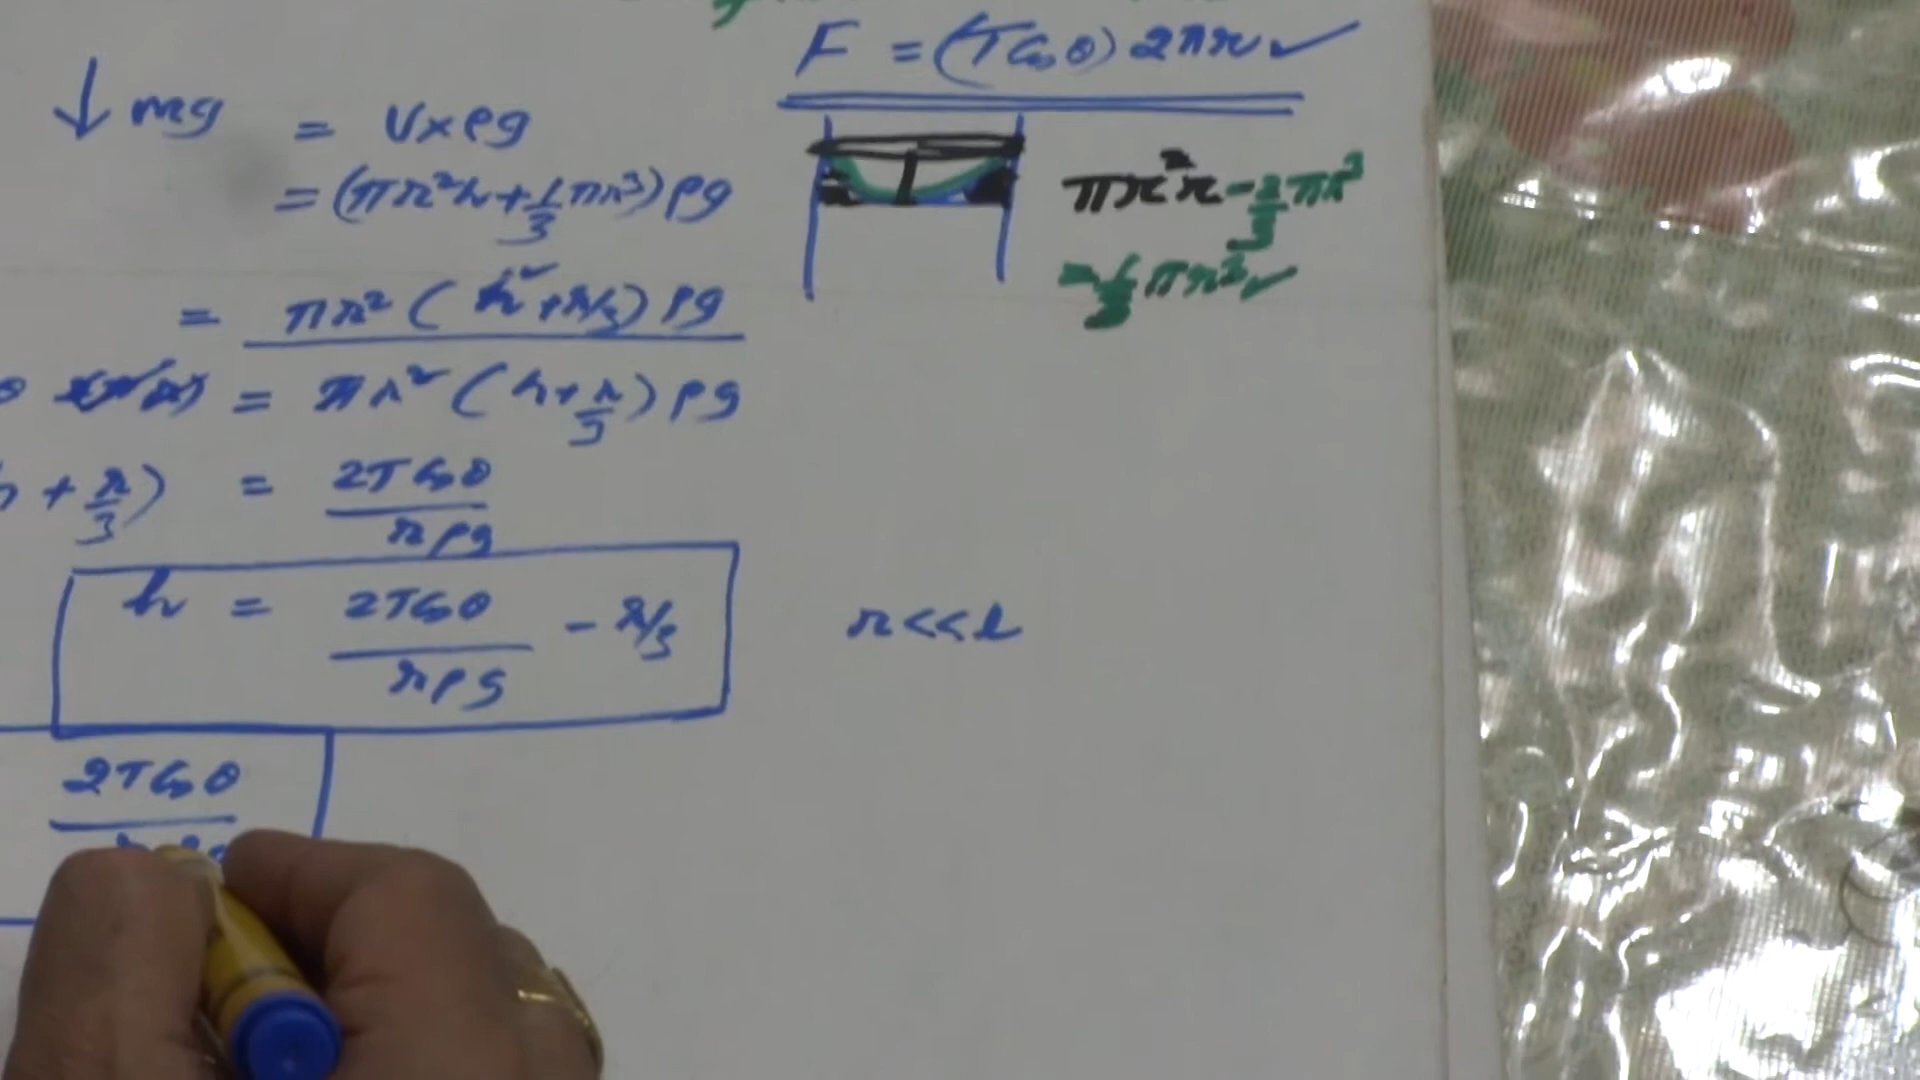 F = (T Cos θ) 2πr ✓
↓ mg = V×ρg
= (πr²h + 1/3 πr³) ρg
πr²r - 2/3 πr³
= 1/3 πr³ ✓
= πr² (h + r/3) ρg
= πr² (h + r/3) ρg
+ r/3) = 2T Cos θ / rρg
h = 2T Cos θ / rρg - r/3
r << h
2T Cos θ